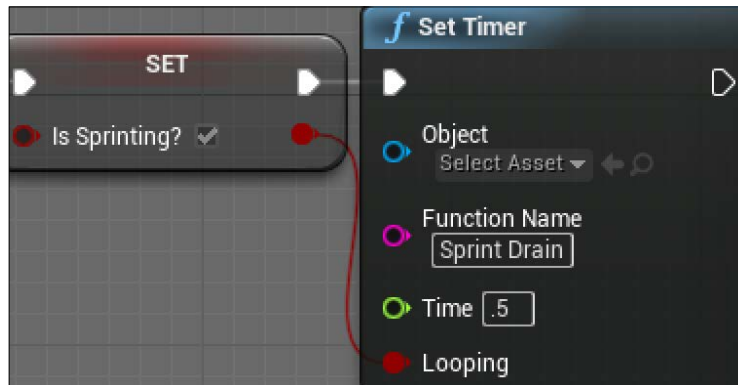 SET
Is Sprinting?
Set Timer
Object
Select Asset
Function Name
Sprint Drain
Time .5
Looping